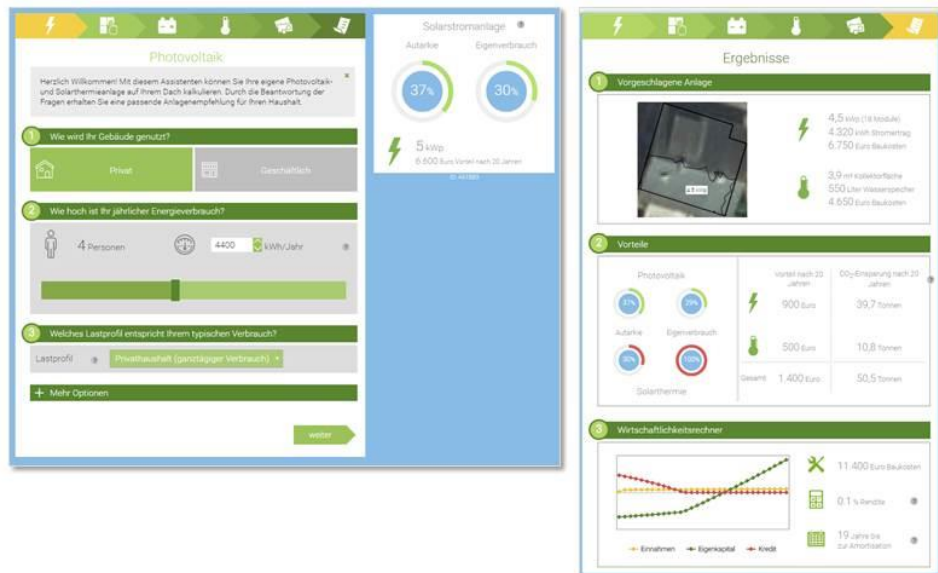 Photovoltaik
Herzlich Willkommen! Mit diesem Assistenten können Sie Ihre eigene Photovoltaik-
und Solarthermieanlage auf Ihrem Dach kalkulieren. Durch die Beantwortung der
Fragen erhalten Sie eine passende Anlagenempfehlung für Ihren Haushalt.
1 Wie wird Ihr Gebäude genutzt?
Privat
Geschäftlich
2 Wie hoch ist Ihr jährlicher Energieverbrauch?
4 Personen
4400 kWh/Jahr
3 Welches Lastprofil entspricht Ihrem typischen Verbrauch?
Lastprofil
Privathaushalt (ganztägiger Verbrauch)
+ Mehr Optionen
weiter
Solarstromanlage
Autarkie Eigenverbrauch
37% 30%
5 kWp
6.600 Euro Vorteil nach 20 Jahren
Ergebnisse
1 Vorgeschlagene Anlage
4,5 kWp
4,5 kWp (18 Module)
4.320 kWh Stromertrag
6.750 Euro Baukosten
3,9 m² Kollektorfläche
550 Liter Wasserspeicher
4.650 Euro Baukosten
2 Vorteile
Photovoltaik
37% 29%
Autarkie Eigenverbrauch
30% 100%
Solarthermie
Vorteil nach 20 Jahren
CO₂-Einsparung nach 20 Jahren
900 Euro 39,7 Tonnen
500 Euro 10,8 Tonnen
Gesamt 1.400 Euro 50,5 Tonnen
3 Wirtschaftlichkeitsrechner
Einnahmen Eigenkapital Kredit
11.400 Euro Baukosten
0.1 % Rendite
19 Jahre bis
zur Amortisation